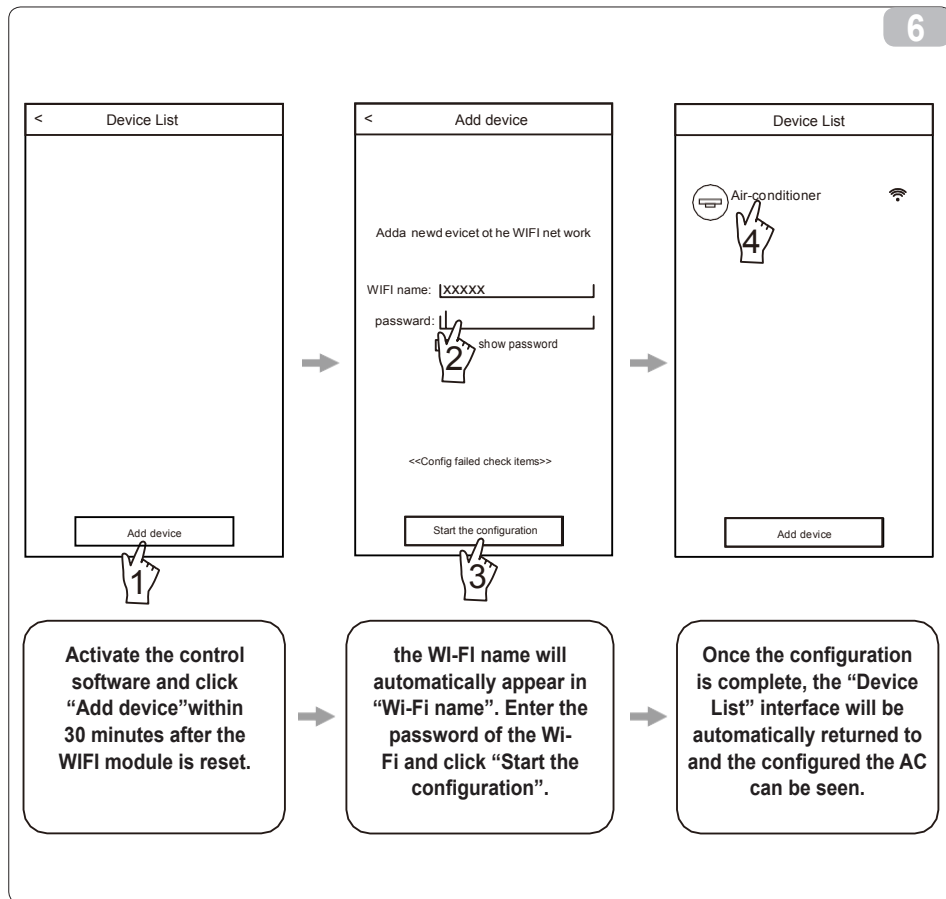 6
< Device List
Adda newd evicet ot he WIFI net work
Add device
1
< Add device
WIFI name: XXXXX
passward:
2
show password
<<Config failed check items>>
Start the configuration
3
Device List
Air-conditioner
4
Add device
Activate the control
software and click
“Add device”within
30 minutes after the
WIFI module is reset.
the WI-FI name will
automatically appear in
“Wi-Fi name”. Enter the
password of the Wi-
Fi and click “Start the
configuration”.
Once the configuration
is complete, the “Device
List” interface will be
automatically returned to
and the configured the AC
can be seen.